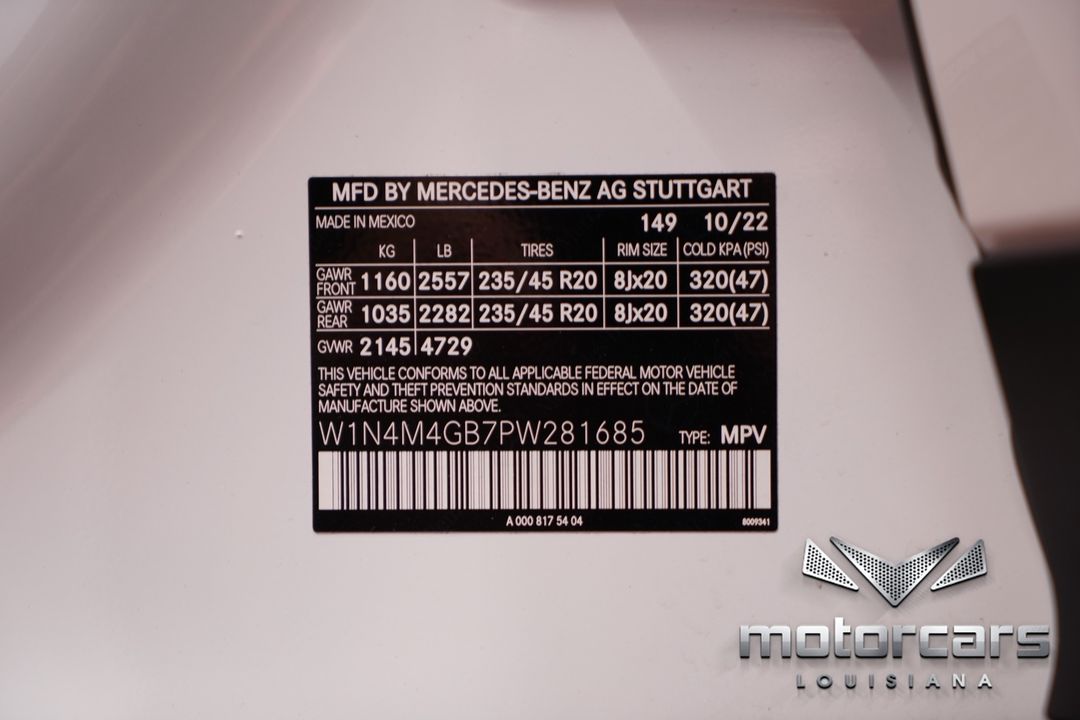 MFD BY MERCEDES-BENZ AG STUTTGART
MADE IN MEXICO 149 10/22
KG LB TIRES RIM SIZE COLD KPA (PSI)
GAWR FRONT 1160 2557 235/45 R20 8Jx20 320(47)
GAWR REAR 1035 2282 235/45 R20 8Jx20 320(47)
GVWR 2145 4729
THIS VEHICLE CONFORMS TO ALL APPLICABLE FEDERAL MOTOR VEHICLE
SAFETY AND THEFT PREVENTION STANDARDS IN EFFECT ON THE DATE OF
MANUFACTURE SHOWN ABOVE.
W1N4M4GB7PW281685 TYPE: MPV
A 000 817 54 04 8009341
motorcars
LOUISIANA